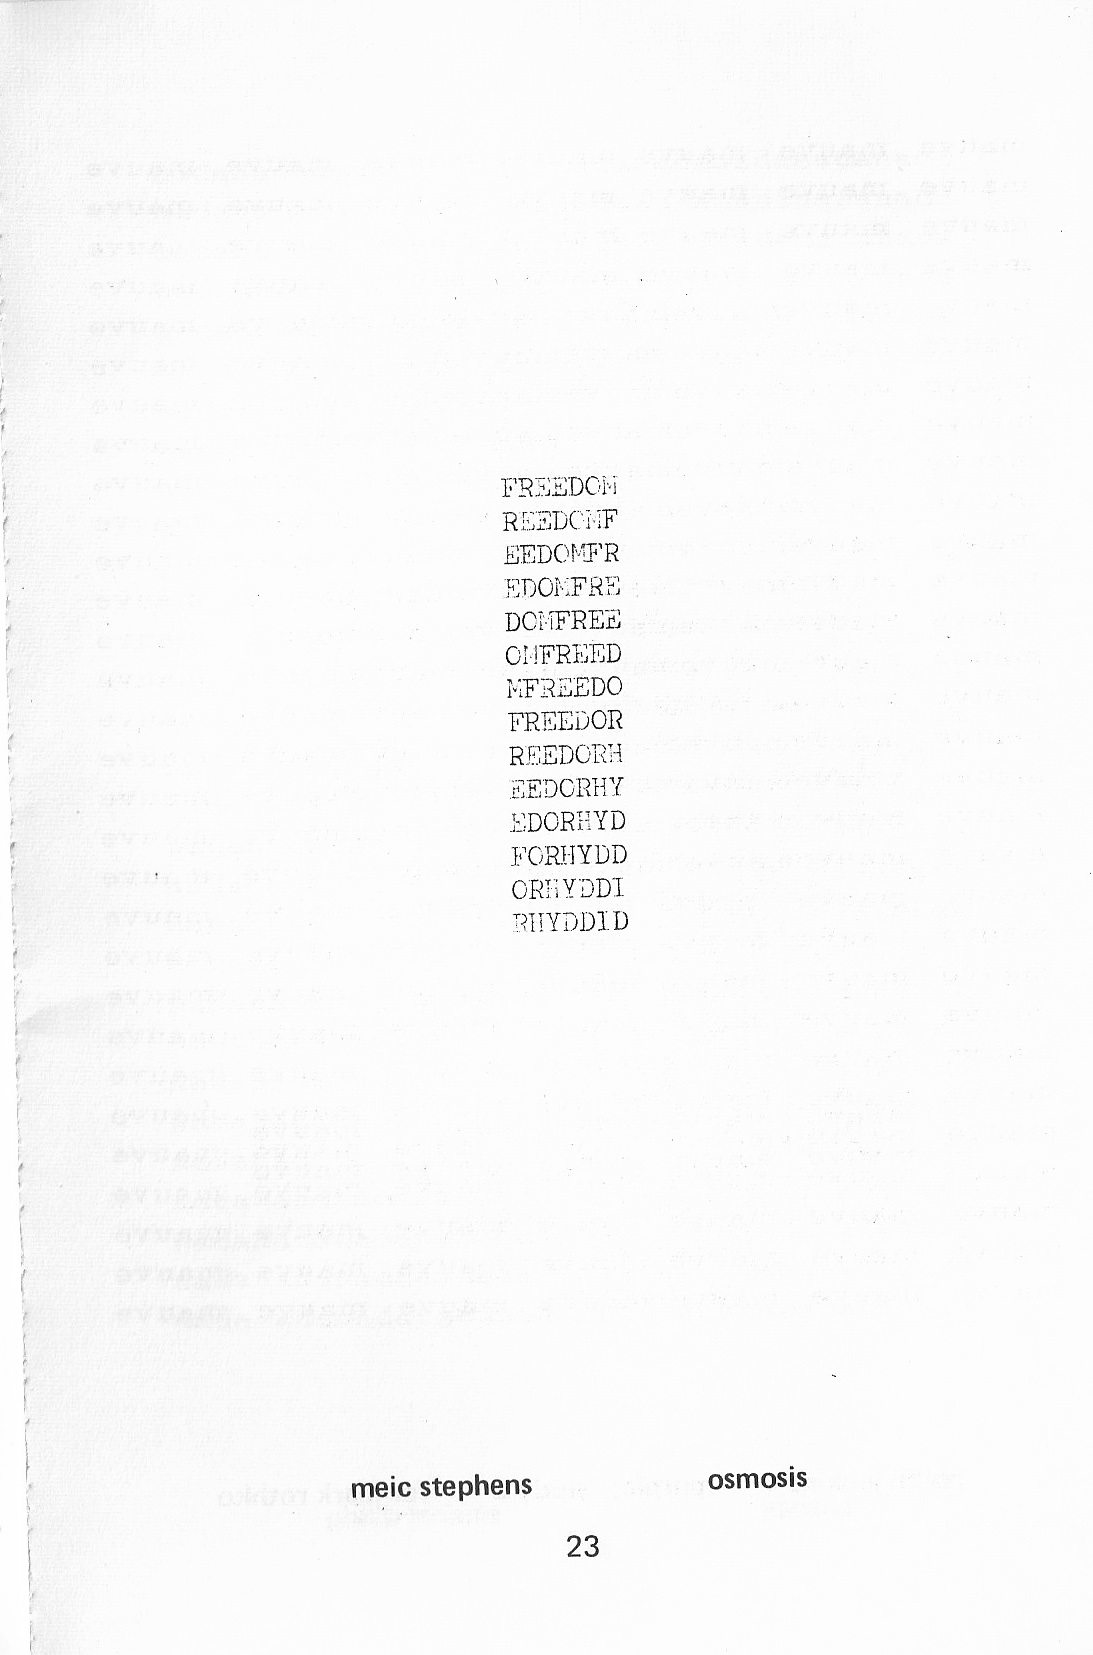 FREEDOM
REEDOMF
EEDOMFR
EDOMFRE
DOMFREE
OMFREED
MFREEDO
FREEDOR
REEDORH
EEDORHY
EDORHYD
FORHYDD
ORHYDDI
RHYDDID
meic stephens osmosis
23